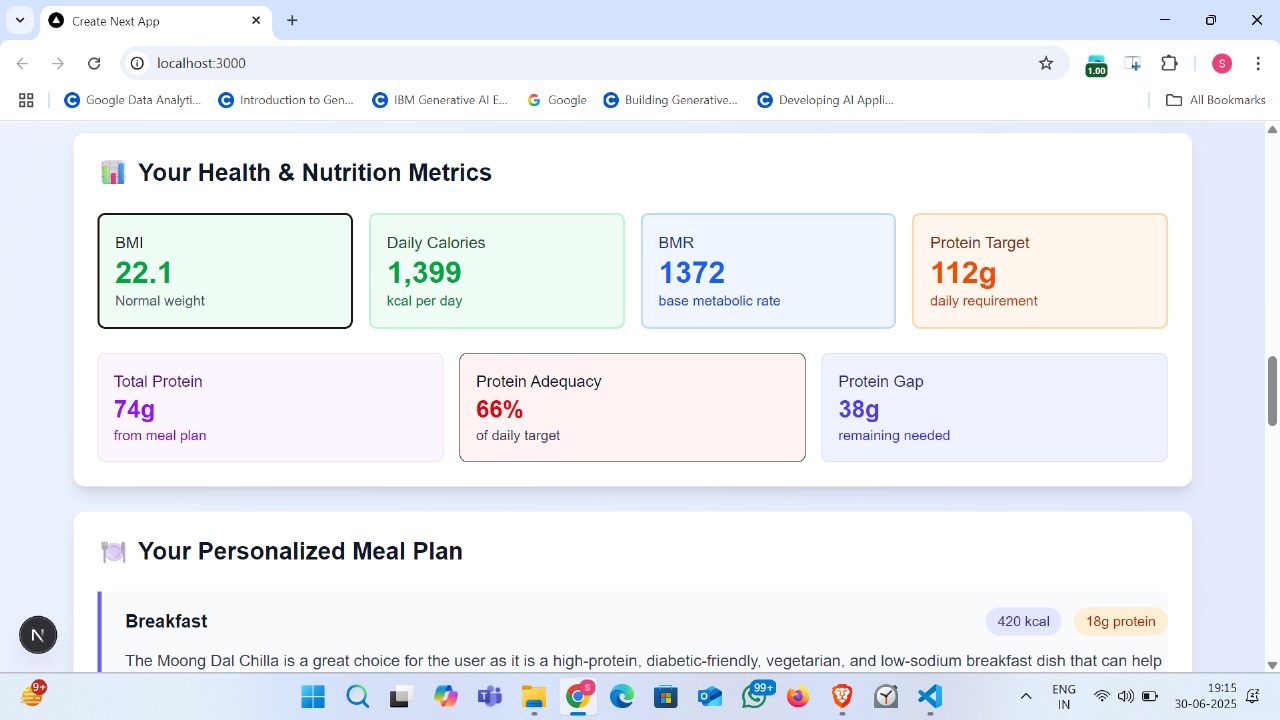 Create Next App
localhost:3000
1.00
S
Google Data Analyti...
Introduction to Gen...
IBM Generative AI E...
Google
Building Generative...
Developing AI Appli...
All Bookmarks
Your Health & Nutrition Metrics
BMI
22.1
Normal weight
Daily Calories
1,399
kcal per day
BMR
1372
base metabolic rate
Protein Target
112g
daily requirement
Total Protein
74g
from meal plan
Protein Adequacy
66%
of daily target
Protein Gap
38g
remaining needed
Your Personalized Meal Plan
Breakfast
420 kcal
18g protein
The Moong Dal Chilla is a great choice for the user as it is a high-protein, diabetic-friendly, vegetarian, and low-sodium breakfast dish that can help
N
9+
S
99+
ENG
IN
19:15
30-06-2025